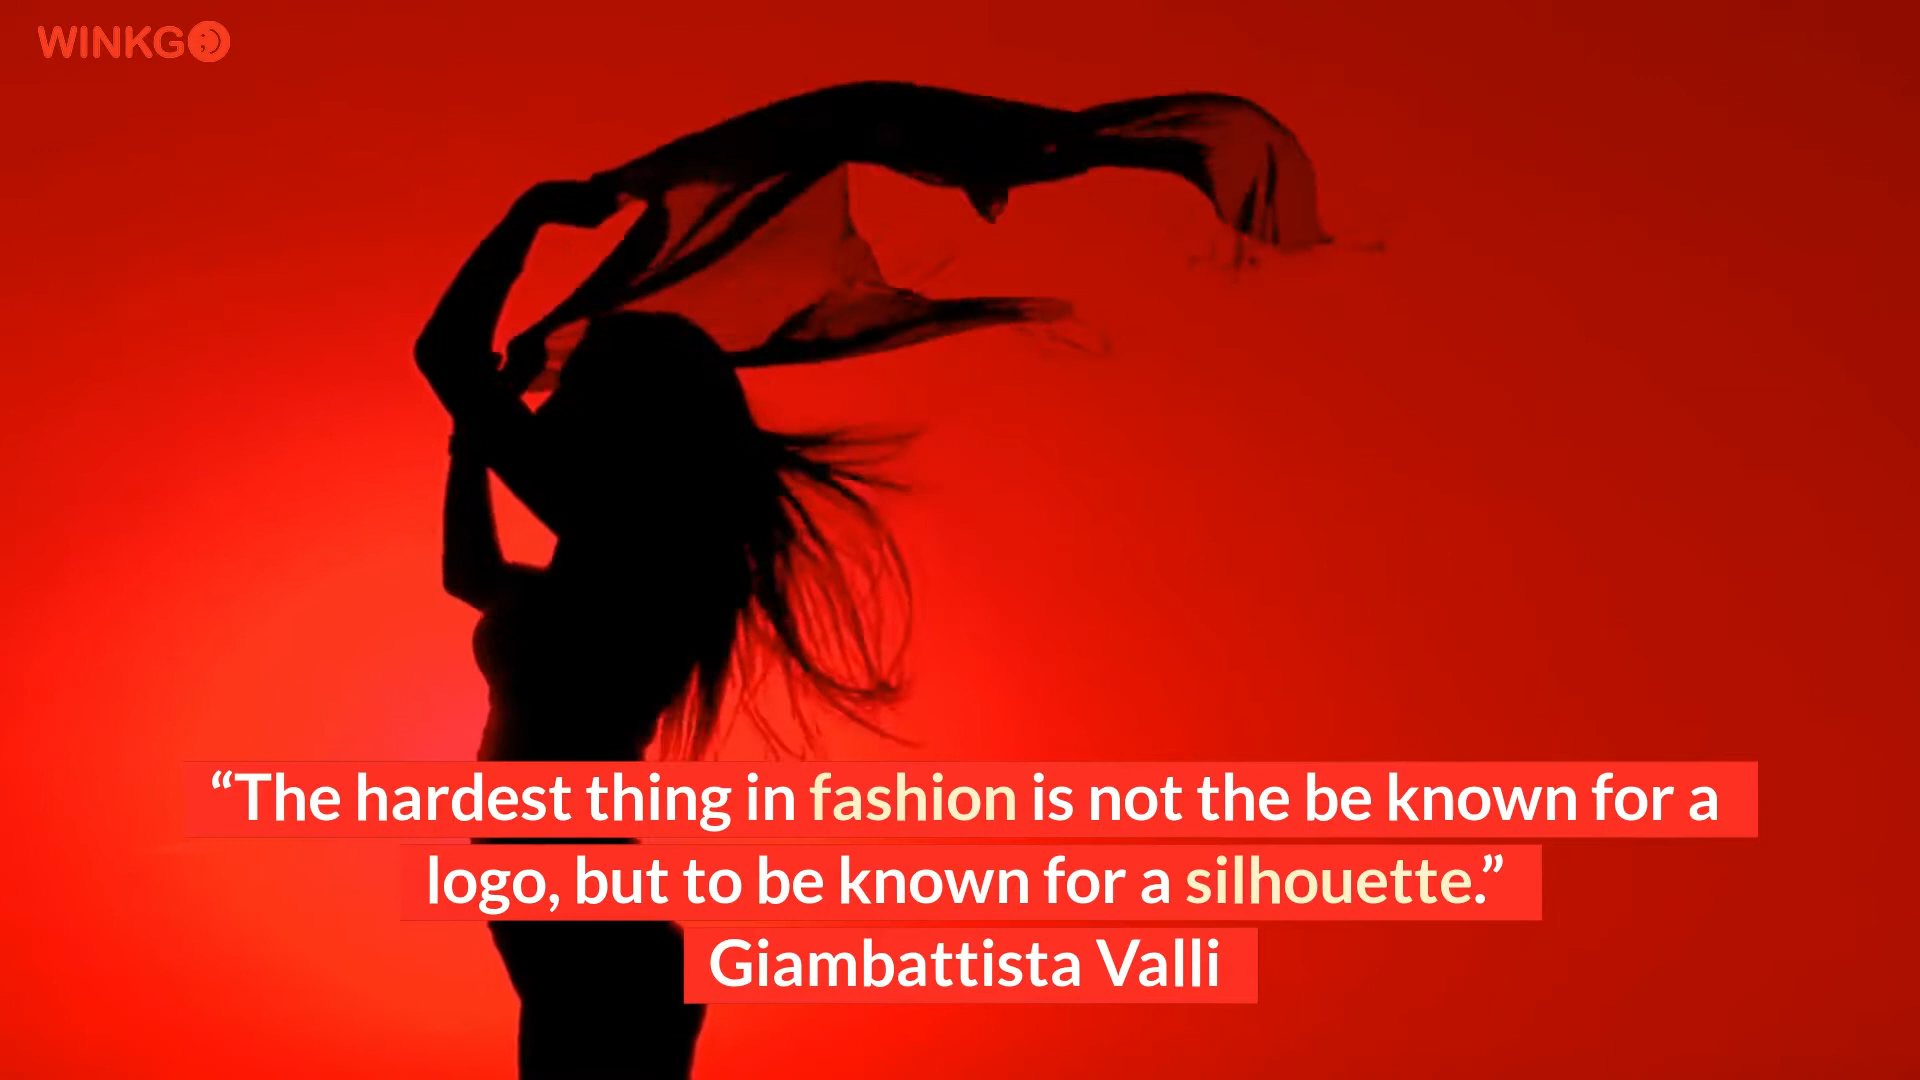 WINKGO
“The hardest thing in fashion is not the be known for a
logo, but to be known for a silhouette.”
Giambattista Valli